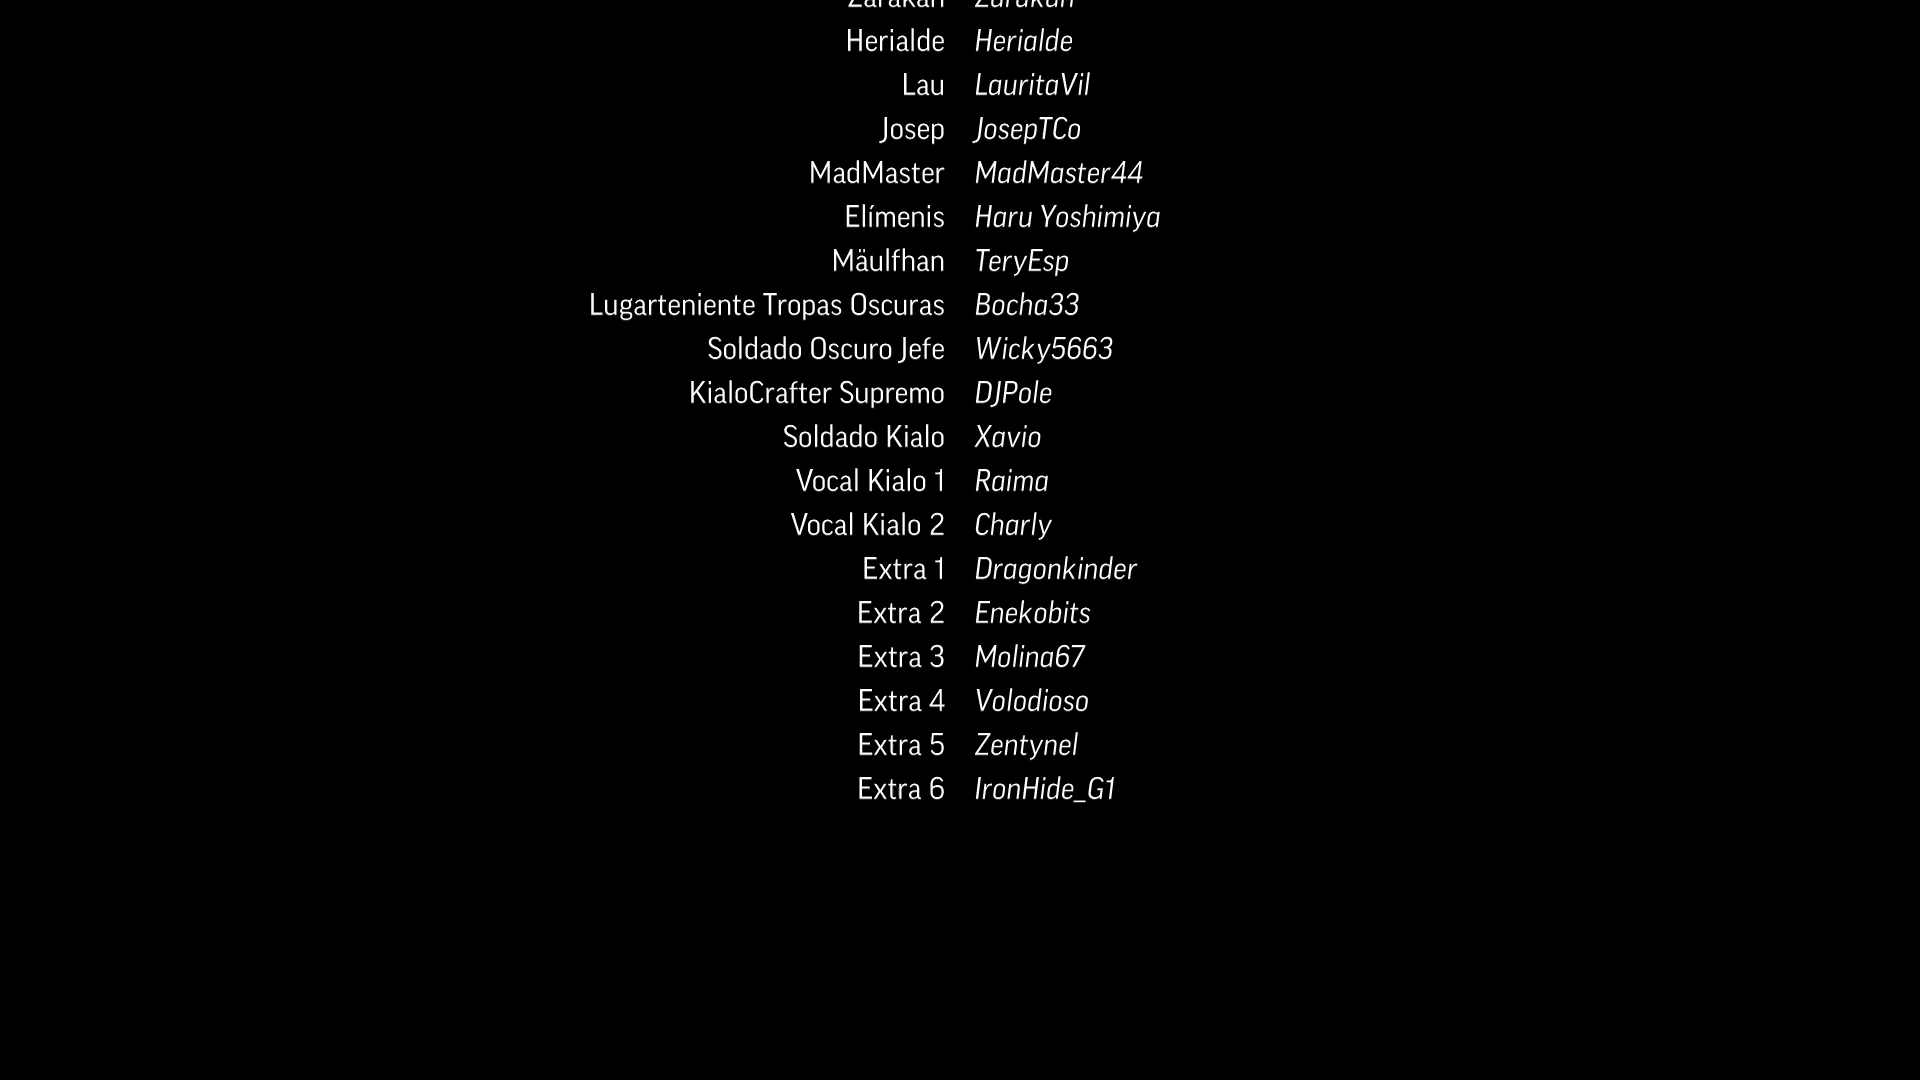 Zarakan Zarakan
Herialde Herialde
Lau LauritaVil
Josep JosepTCo
MadMaster MadMaster44
Elímenis Haru Yoshimiya
Mäulfhan TeryEsp
Lugarteniente Tropas Oscuras Bocha33
Soldado Oscuro Jefe Wicky5663
KialoCrafter Supremo DJPole
Soldado Kialo Xavio
Vocal Kialo 1 Raima
Vocal Kialo 2 Charly
Extra 1 Dragonkinder
Extra 2 Enekobits
Extra 3 Molina67
Extra 4 Volodioso
Extra 5 Zentynel
Extra 6 IronHide_G1